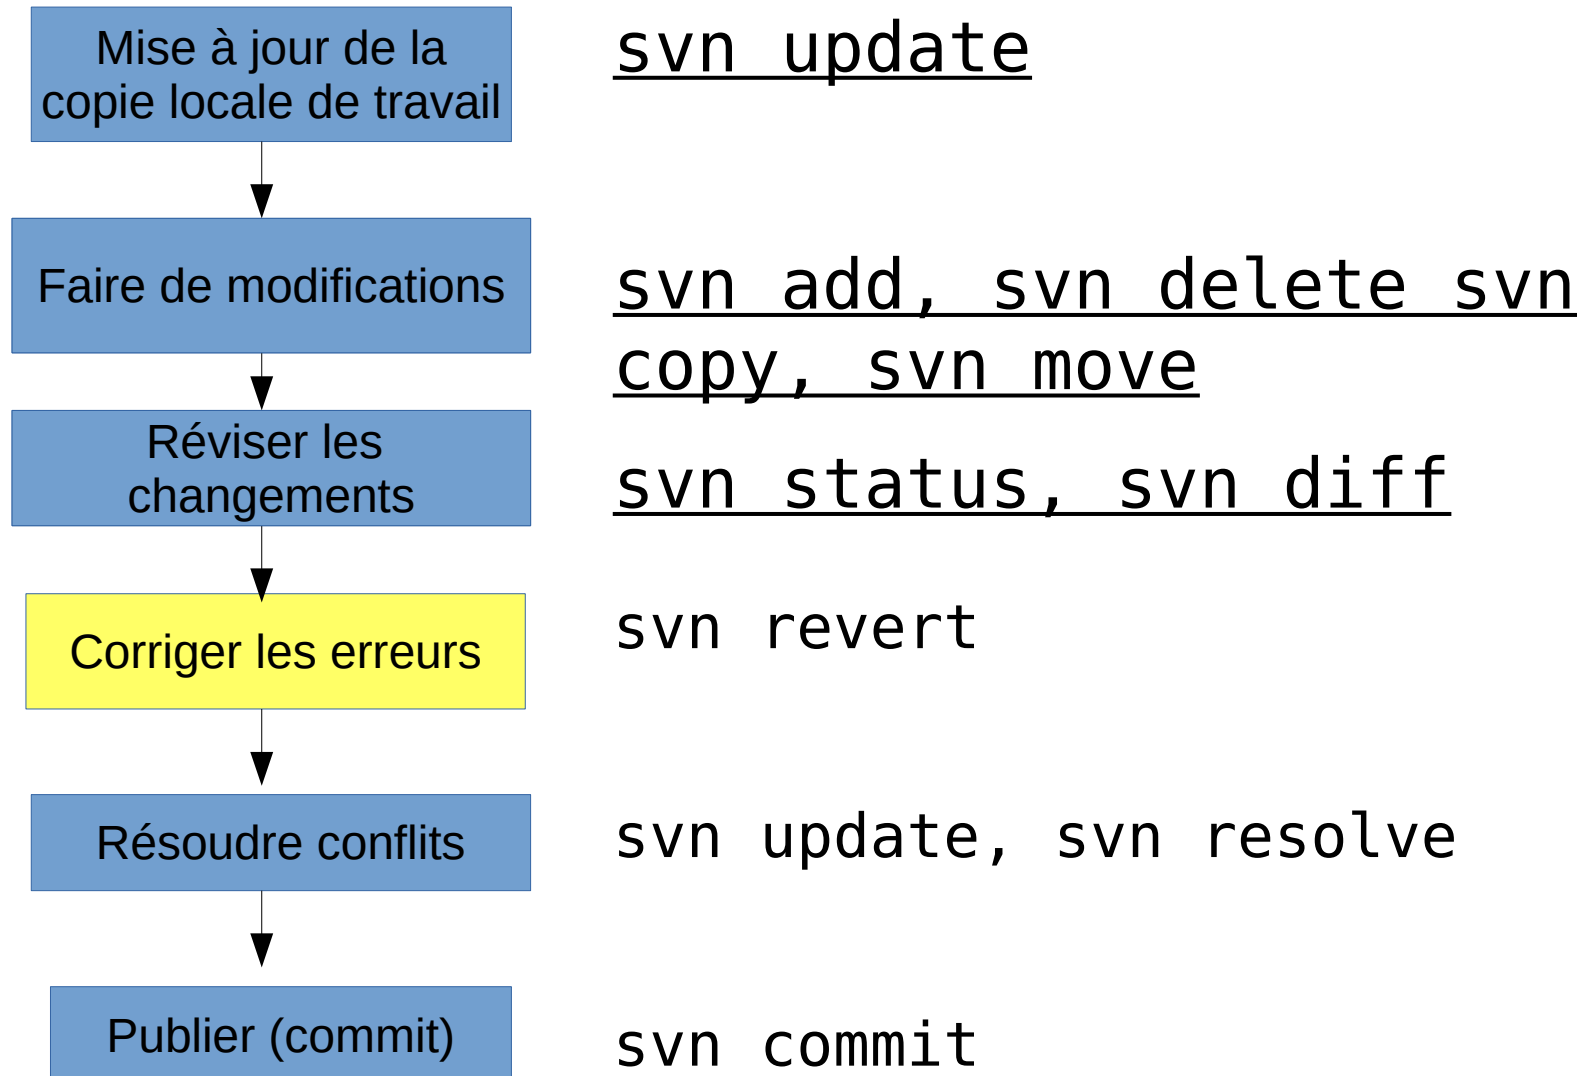 Mise à jour de la
copie locale de travail
svn update
Faire de modifications
svn add, svn delete svn
copy, svn move
Réviser les
changements
svn status, svn diff
Corriger les erreurs
svn revert
Résoudre conflits
svn update, svn resolve
Publier (commit)
svn commit